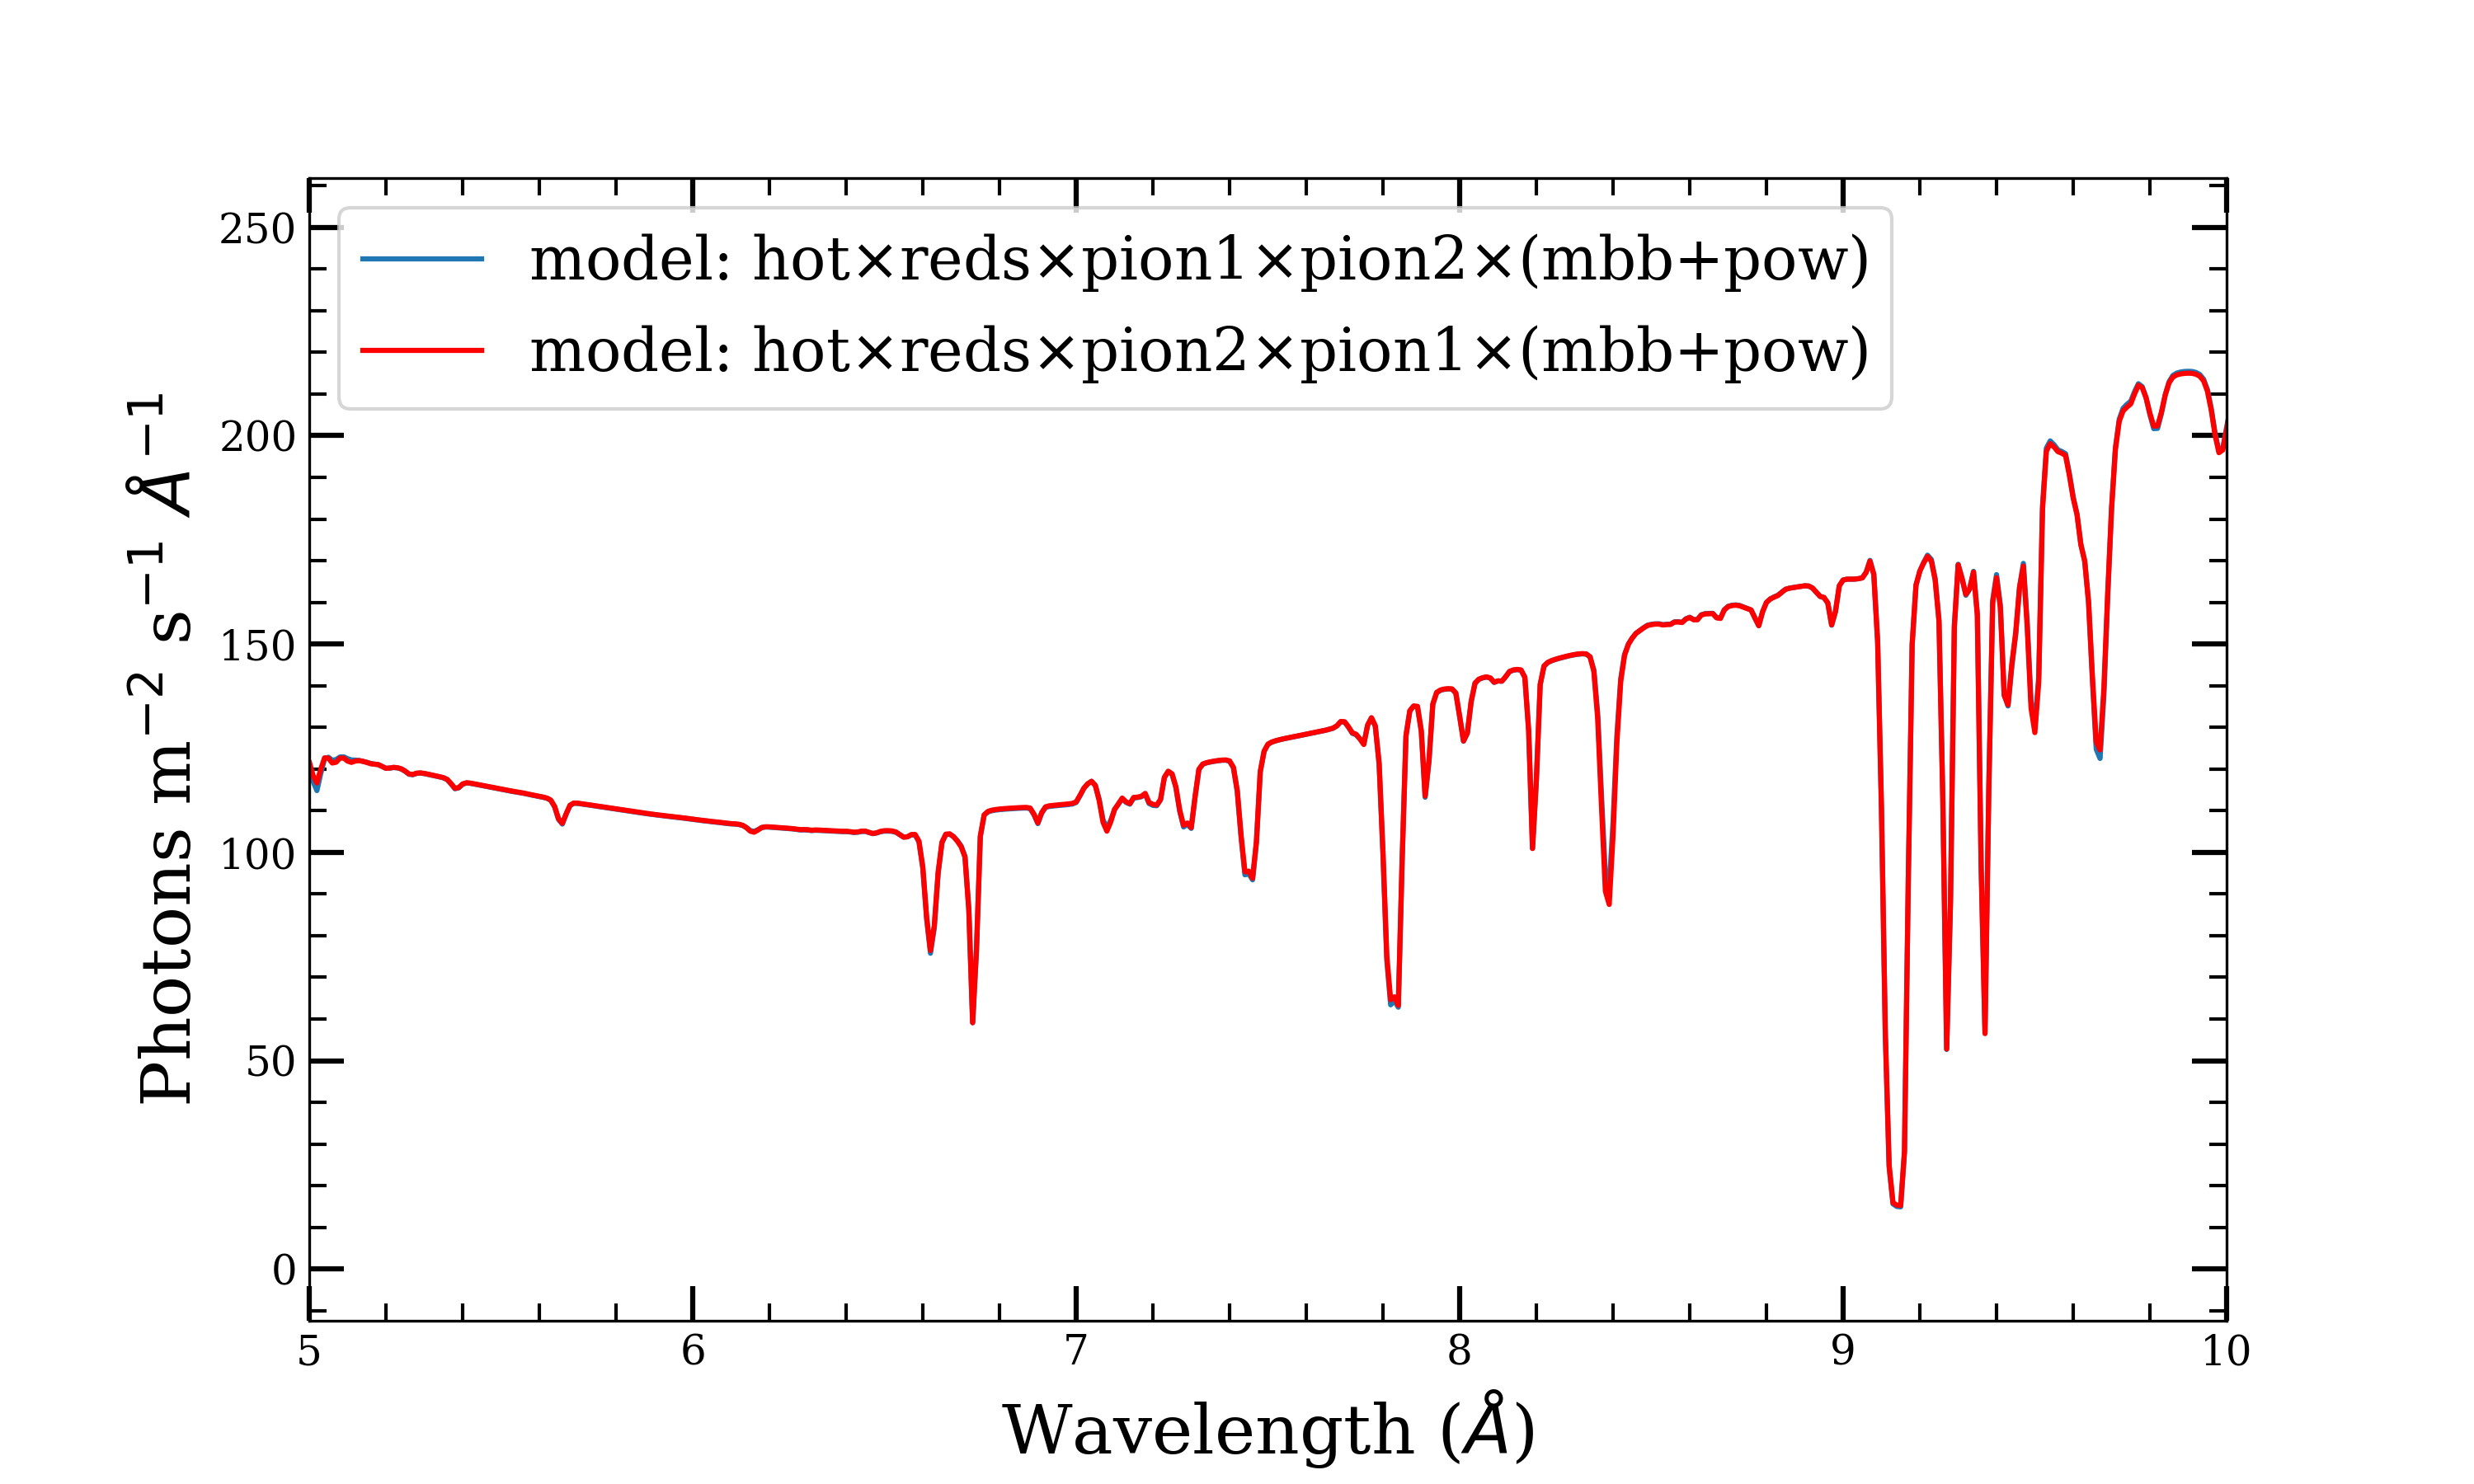 model: hot×reds×pion1×pion2×(mbb+pow)
model: hot×reds×pion2×pion1×(mbb+pow)
Photons m⁻² s⁻¹ Å⁻¹
250
200
150
100
50
0
5 6 7 8 9 10
Wavelength (Å)